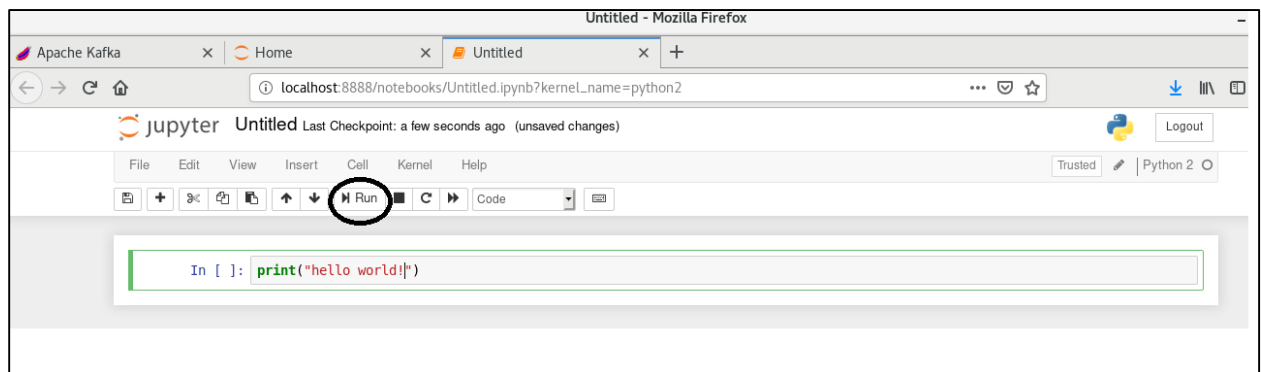 Untitled - Mozilla Firefox
Apache Kafka Home Untitled
localhost:8888/notebooks/Untitled.ipynb?kernel_name=python2
jupyter Untitled Last Checkpoint: a few seconds ago (unsaved changes) Logout
File Edit View Insert Cell Kernel Help Trusted Python 2
Run Code
In [ ]: print("hello world!")